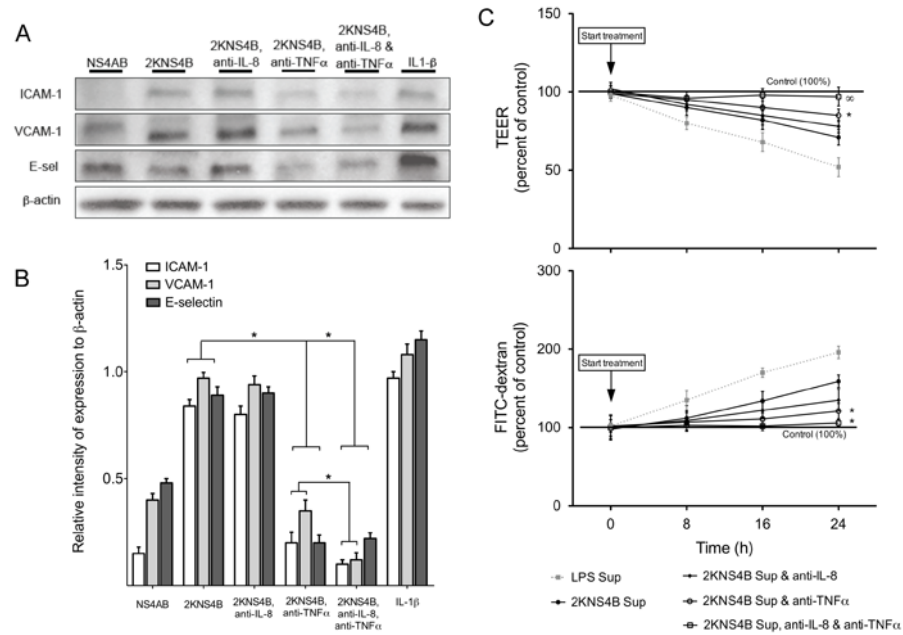 A
NS4AB
2KNS4B
2KNS4B,
anti-IL-8
2KNS4B,
anti-TNFα
2KNS4B,
anti-IL-8 &
anti-TNFα
IL1-β
ICAM-1
VCAM-1
E-sel
β-actin
B
Relative intensity of expression to β-actin
1.5
1.0
0.5
ICAM-1
VCAM-1
E-selectin
*
*
*
NS4AB
2KNS4B
2KNS4B,
anti-IL-8
2KNS4B,
anti-TNFα
2KNS4B,
anti-IL-8,
anti-TNFα
IL-1β
C
TEER
(percent of control)
150
100
50
0
Start treatment
Control (100%)
∞
*
FITC-dextran
(percent of control)
300
200
100
0
Start treatment
*
*
Control (100%)
0
8
16
24
Time (h)
LPS Sup
2KNS4B Sup
2KNS4B Sup & anti-IL-8
2KNS4B Sup & anti-TNFα
2KNS4B Sup, anti-IL-8 & anti-TNFα